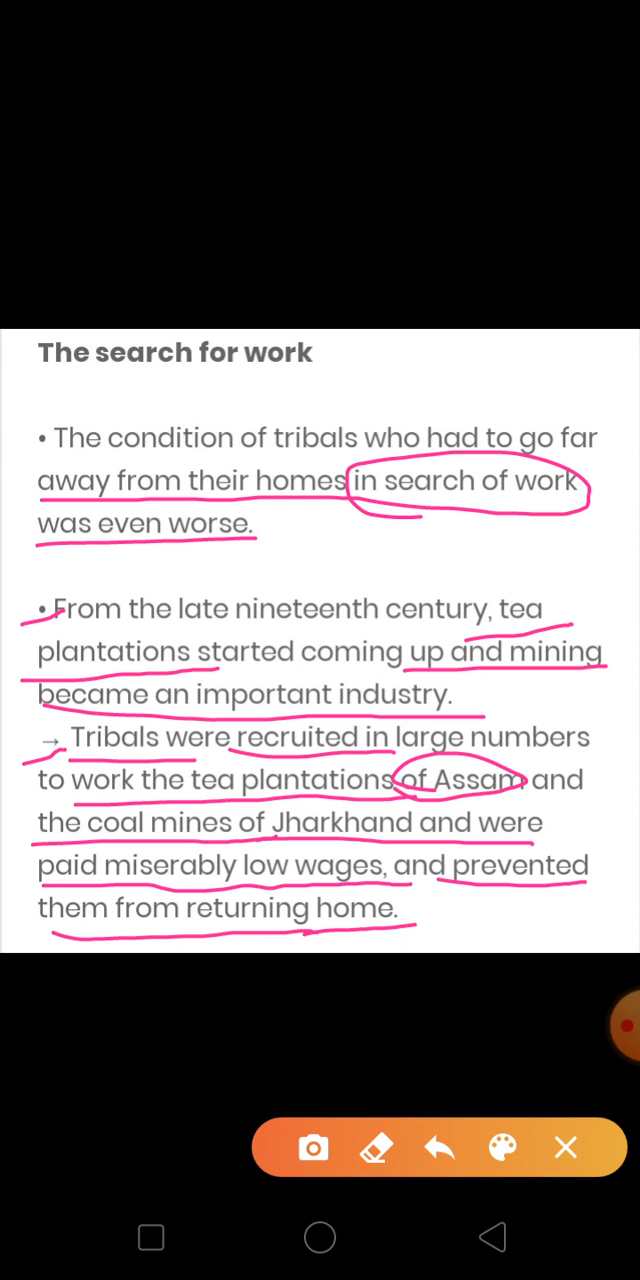 The search for work
• The condition of tribals who had to go far
away from their homes in search of work
was even worse.
• From the late nineteenth century, tea
plantations started coming up and mining
became an important industry.
→ Tribals were recruited in large numbers
to work the tea plantations of Assam and
the coal mines of Jharkhand and were
paid miserably low wages, and prevented
them from returning home.